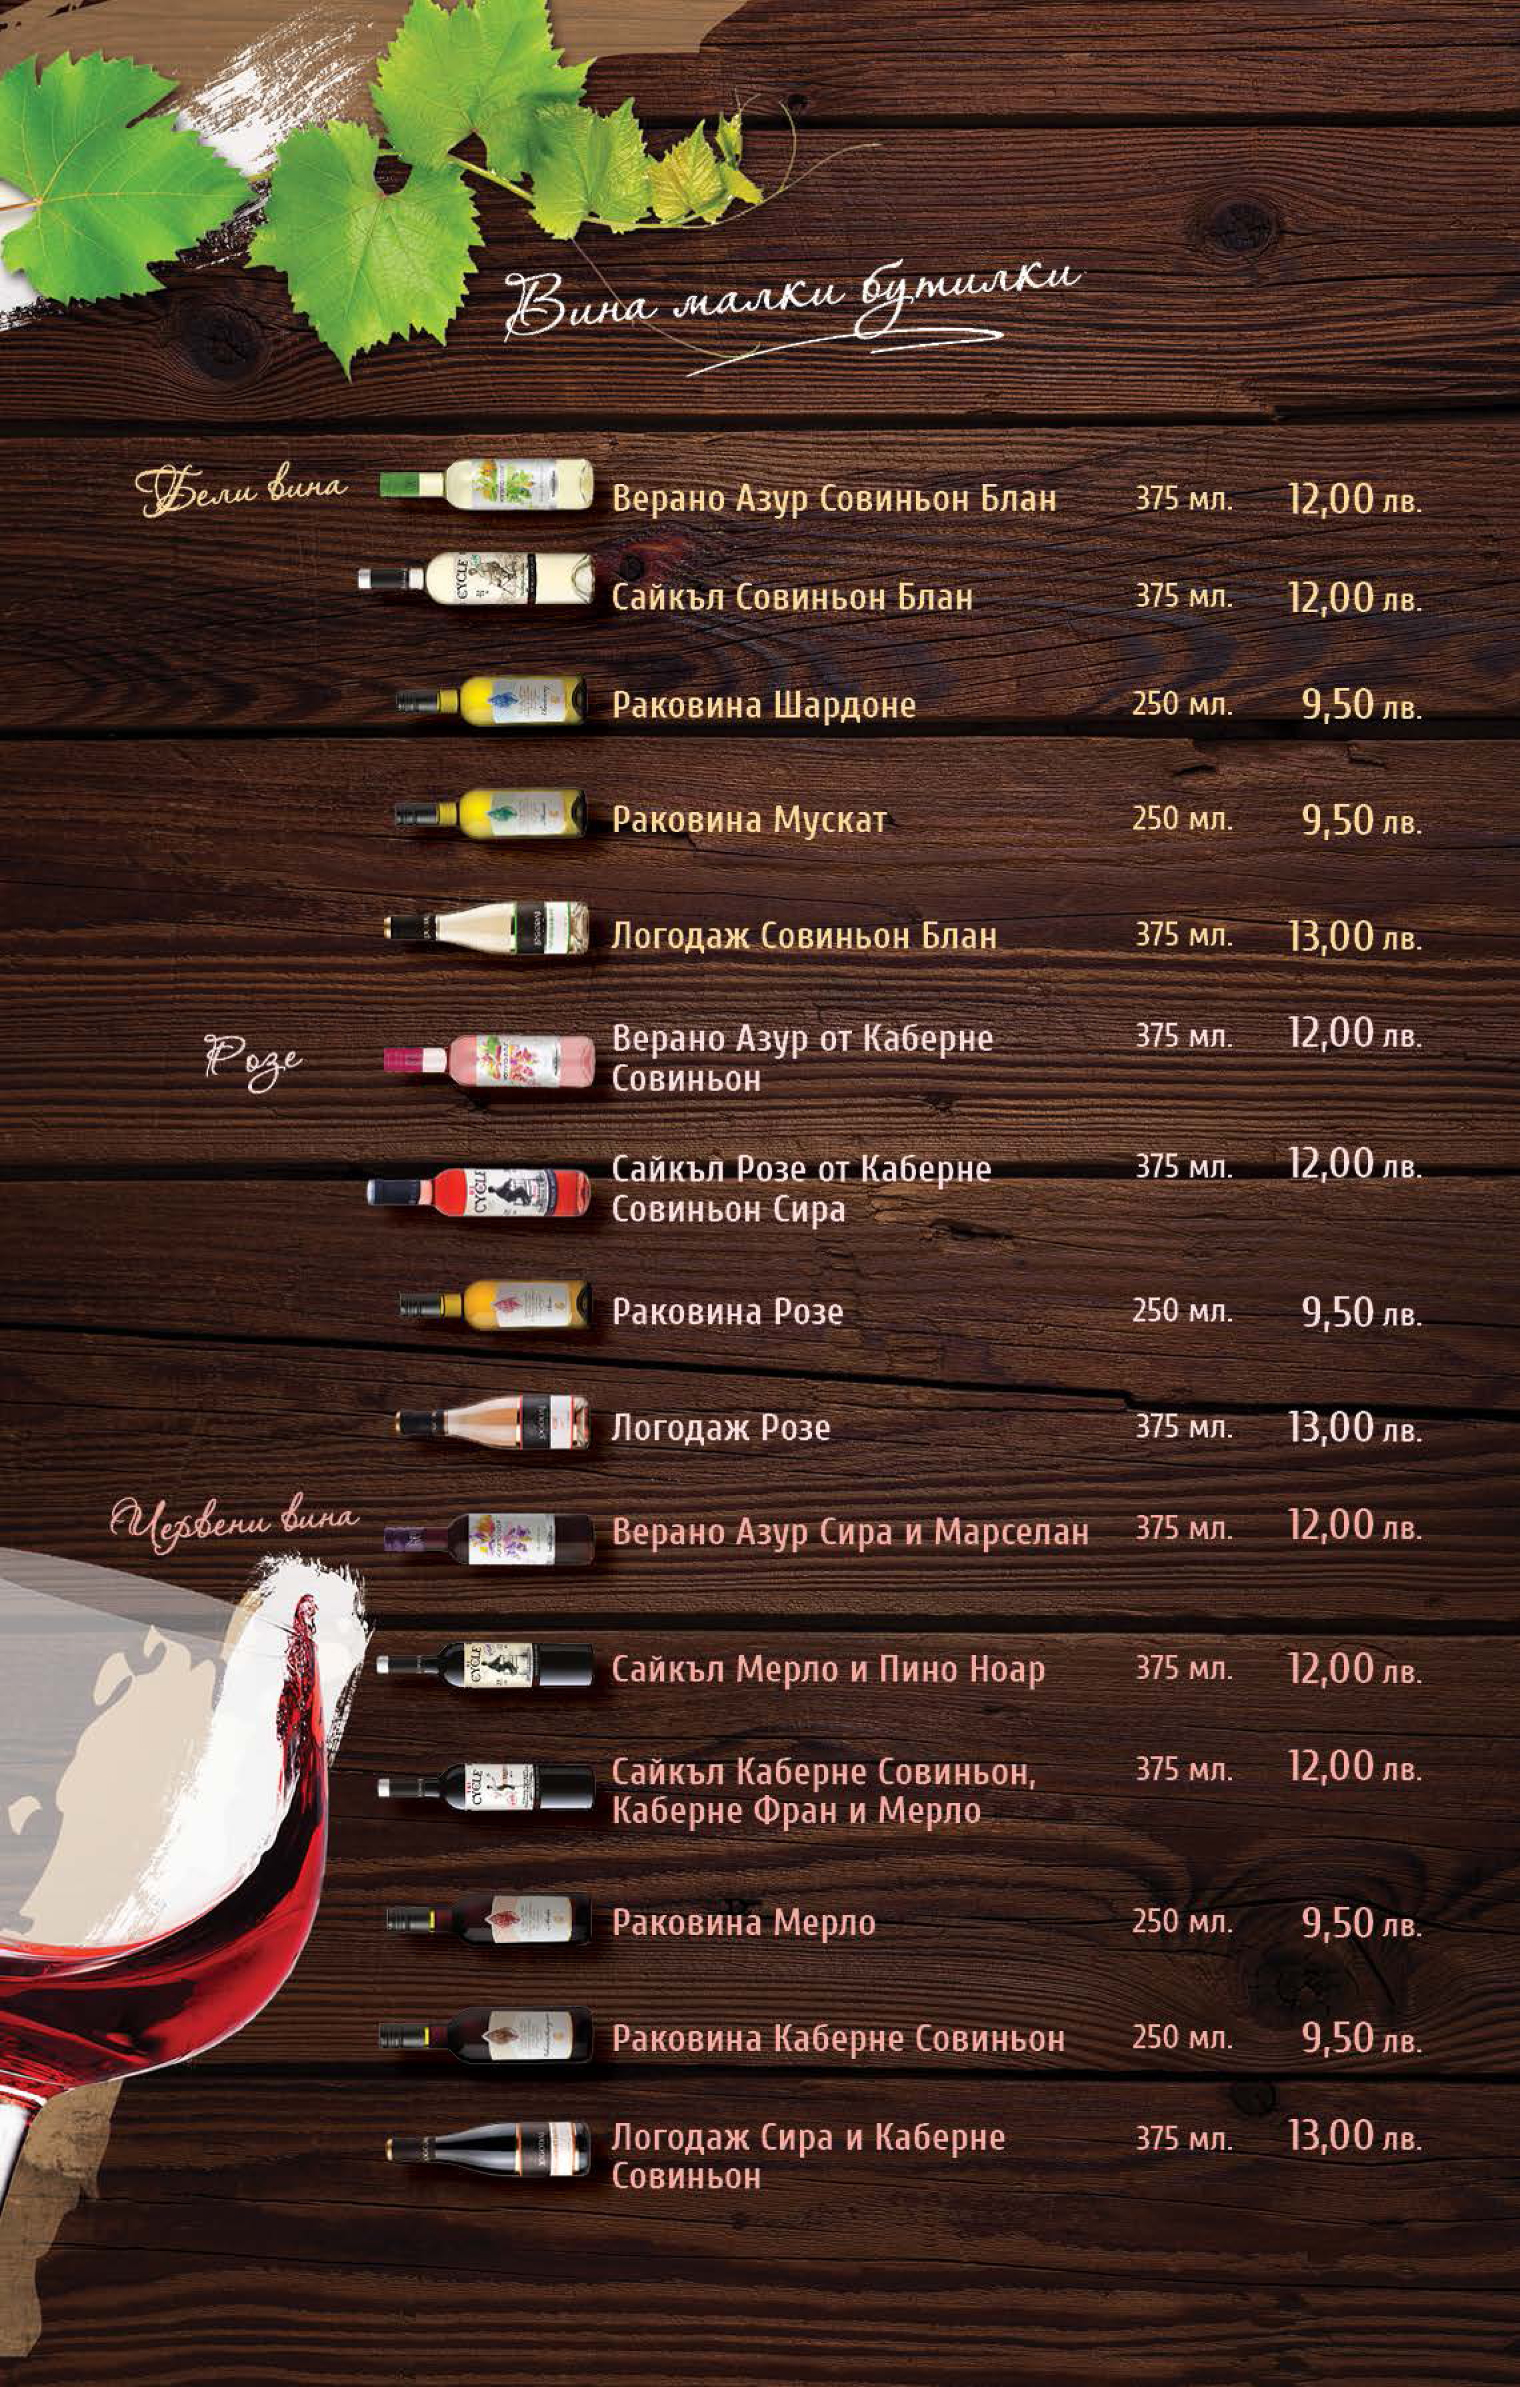 Вина малки бутилки
Бели вина
Верано Азур Совиньон Блан 375 мл. 12,00 лв.
CYCLE
Сайкъл Совиньон Блан 375 мл. 12,00 лв.
Раковина Шардоне 250 мл. 9,50 лв.
Раковина Мускат 250 мл. 9,50 лв.
Логодаж Совиньон Блан 375 мл. 13,00 лв.
Розе
Верано Азур от Каберне 375 мл. 12,00 лв.
Совиньон
CYCLE
Сайкъл Розе от Каберне 375 мл. 12,00 лв.
Совиньон Сира
Раковина Розе 250 мл. 9,50 лв.
Логодаж Розе 375 мл. 13,00 лв.
Червени вина
Верано Азур Сира и Марселан 375 мл. 12,00 лв.
CYCLE
Сайкъл Мерло и Пино Ноар 375 мл. 12,00 лв.
CYCLE
Сайкъл Каберне Совиньон, 375 мл. 12,00 лв.
Каберне Фран и Мерло
Раковина Мерло 250 мл. 9,50 лв.
Раковина Каберне Совиньон 250 мл. 9,50 лв.
Логодаж Сира и Каберне 375 мл. 13,00 лв.
Совиньон